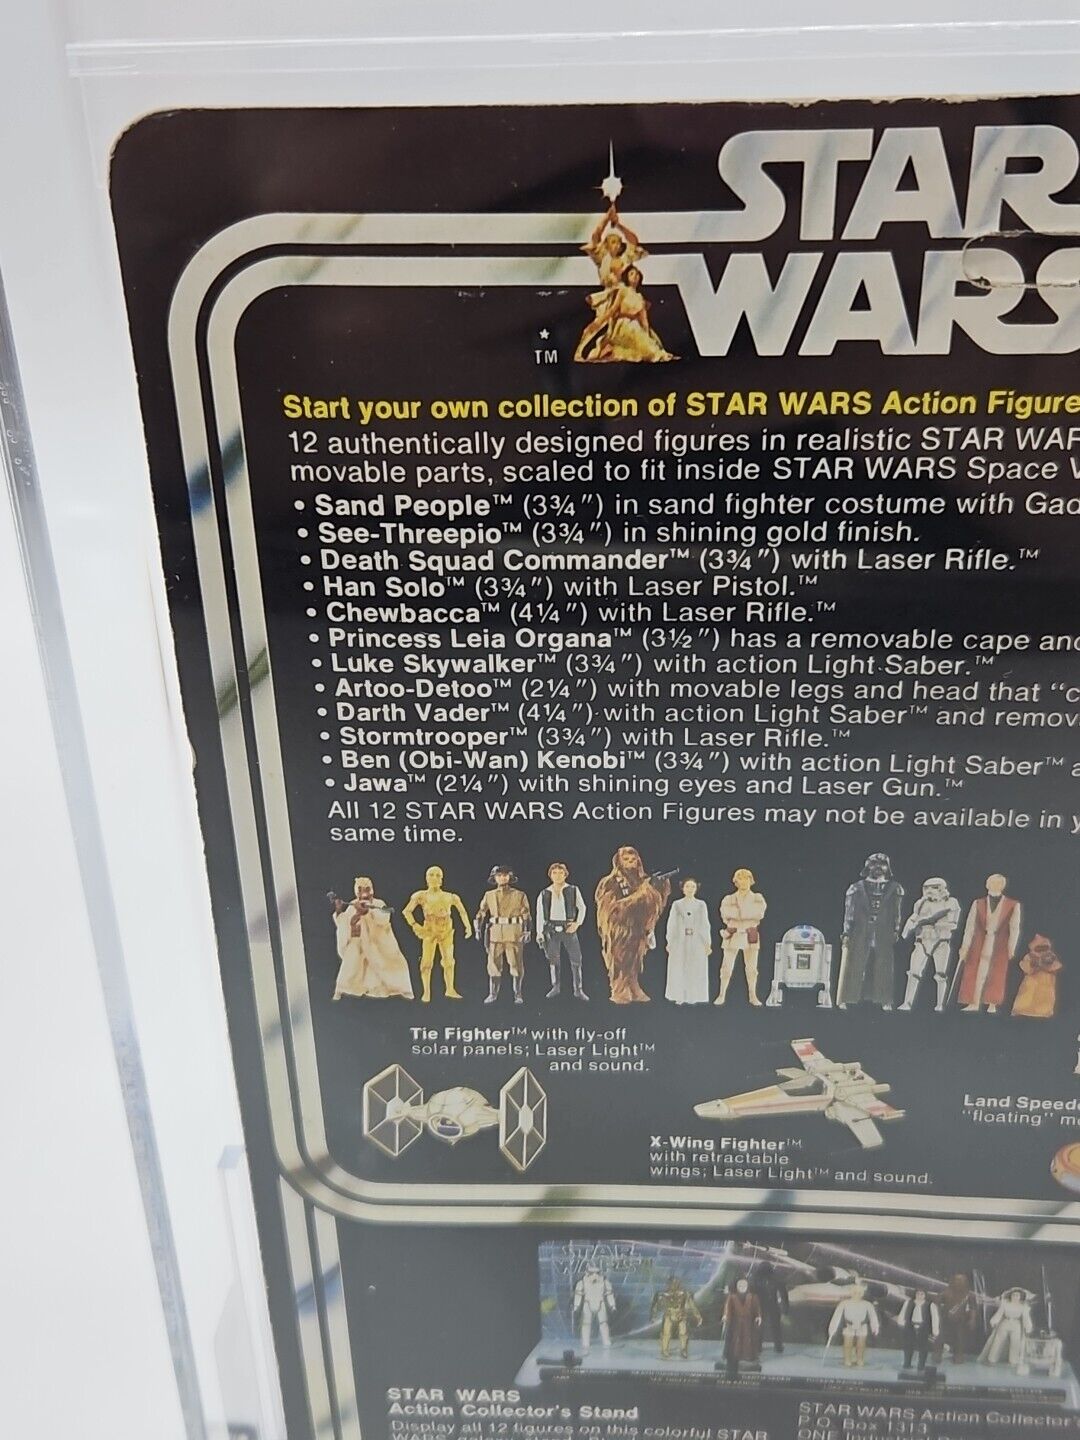 STAR
WARS
TM
Start your own collection of STAR WARS Action Figure
12 authentically designed figures in realistic STAR WAR
movable parts, scaled to fit inside STAR WARS Space V
• Sand People™ (3¾″) in sand fighter costume with Gad
• See-Threepio™ (3¾″) in shining gold finish.
• Death Squad Commander™ (3¾″) with Laser Rifle.™
• Han Solo™ (3¾″) with Laser Pistol.™
• Chewbacca™ (4¼″) with Laser Rifle.™
• Princess Leia Organa™ (3½″) has a removable cape and
• Luke Skywalker™ (3¾″) with action Light Saber.™
• Artoo-Detoo™ (2¼″) with movable legs and head that “c
• Darth Vader™ (4¼″) with action Light Saber™ and remov
• Stormtrooper™ (3¾″) with Laser Rifle.™
• Ben (Obi-Wan) Kenobi™ (3¾″) with action Light Saber™ a
• Jawa™ (2¼″) with shining eyes and Laser Gun.™
All 12 STAR WARS Action Figures may not be available in y
same time.
Tie Fighter™ with fly-off
solar panels; Laser Light™
and sound.
X-Wing Fighter™
with retractable
wings; Laser Light™ and sound.
Land Speede
"floating" mo
STAR
WARS
STAR WARS
Action Collector's Stand
Display all 12 figures on this colorful STAR
STAR WARS Action Collector's
P.O. Box 1313